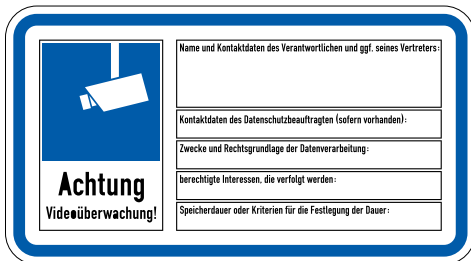 Achtung
Videoüberwachung!
Name und Kontaktdaten des Verantwortlichen und ggf. seines Vertreters:
Kontaktdaten des Datenschutzbeauftragten (sofern vorhanden):
Zwecke und Rechtsgrundlage der Datenverarbeitung:
berechtigte Interessen, die verfolgt werden:
Speicherdauer oder Kriterien für die Festlegung der Dauer: